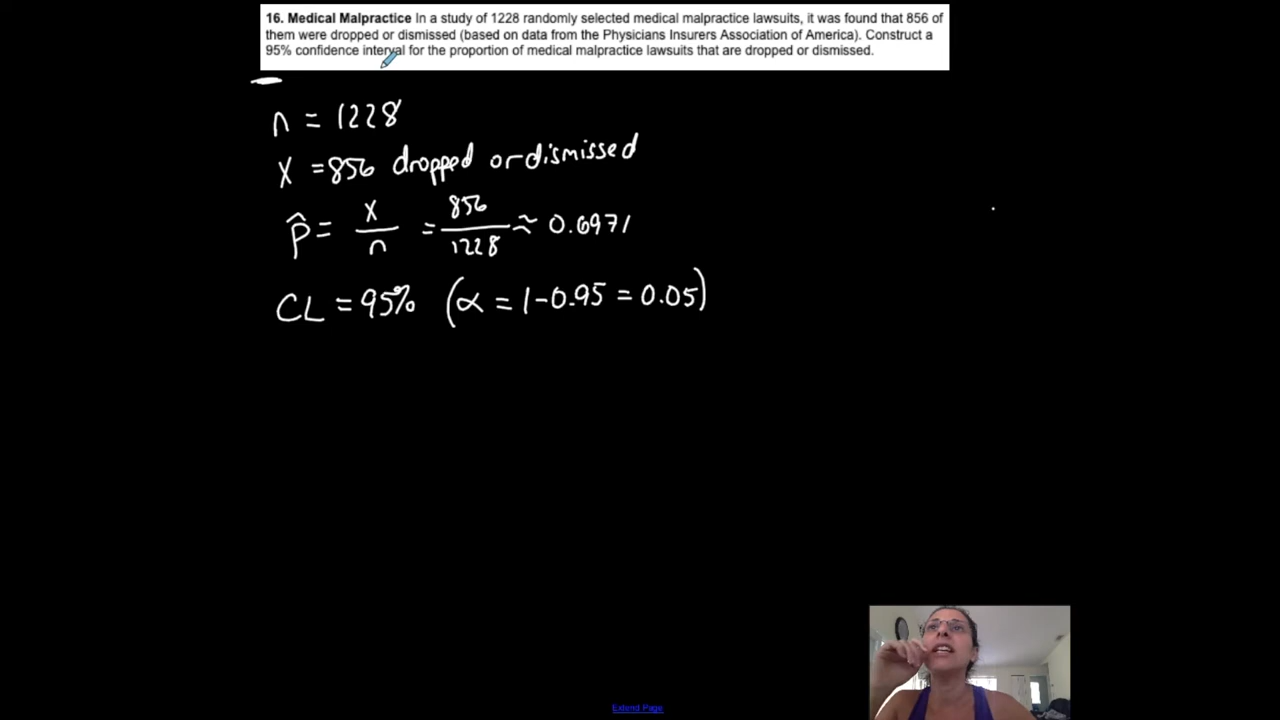 16. Medical Malpractice In a study of 1228 randomly selected medical malpractice lawsuits, it was found that 856 of
them were dropped or dismissed (based on data from the Physicians Insurers Association of America). Construct a
95% confidence interval for the proportion of medical malpractice lawsuits that are dropped or dismissed.
n = 1228
X = 856 dropped or dismissed
p̂ = X/n = 856/1228 ≈ 0.6971
CL = 95% (α = 1-0.95 = 0.05)
Extend Page